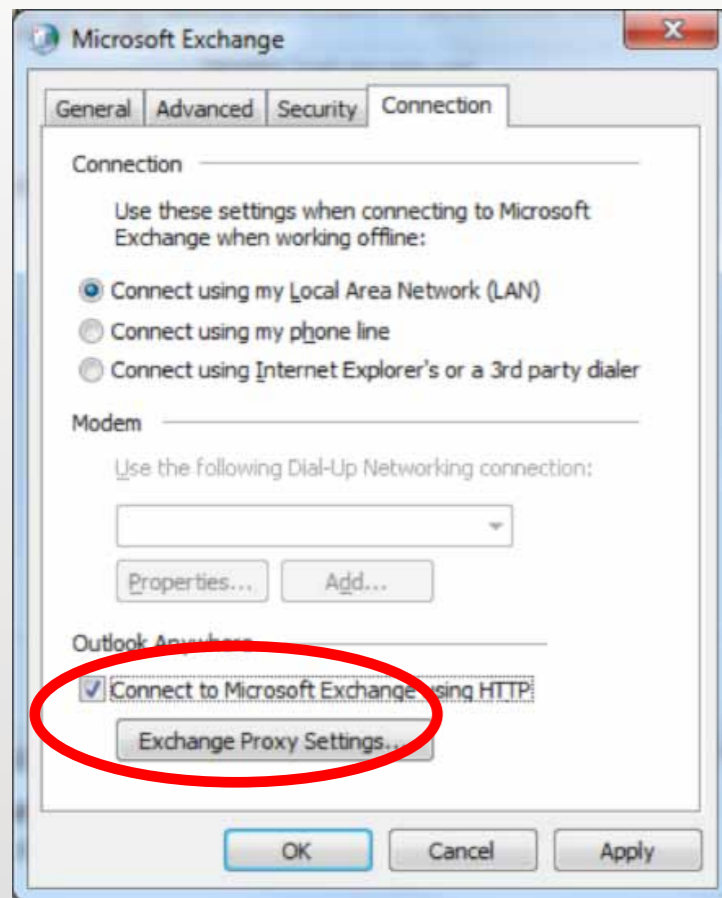 Microsoft Exchange
General Advanced Security Connection
Connection
Use these settings when connecting to Microsoft
Exchange when working offline:
Connect using my Local Area Network (LAN)
Connect using my phone line
Connect using Internet Explorer's or a 3rd party dialer
Modem
Use the following Dial-Up Networking connection:
Properties... Add...
Outlook Anywhere
Connect to Microsoft Exchange using HTTP
Exchange Proxy Settings...
OK Cancel Apply